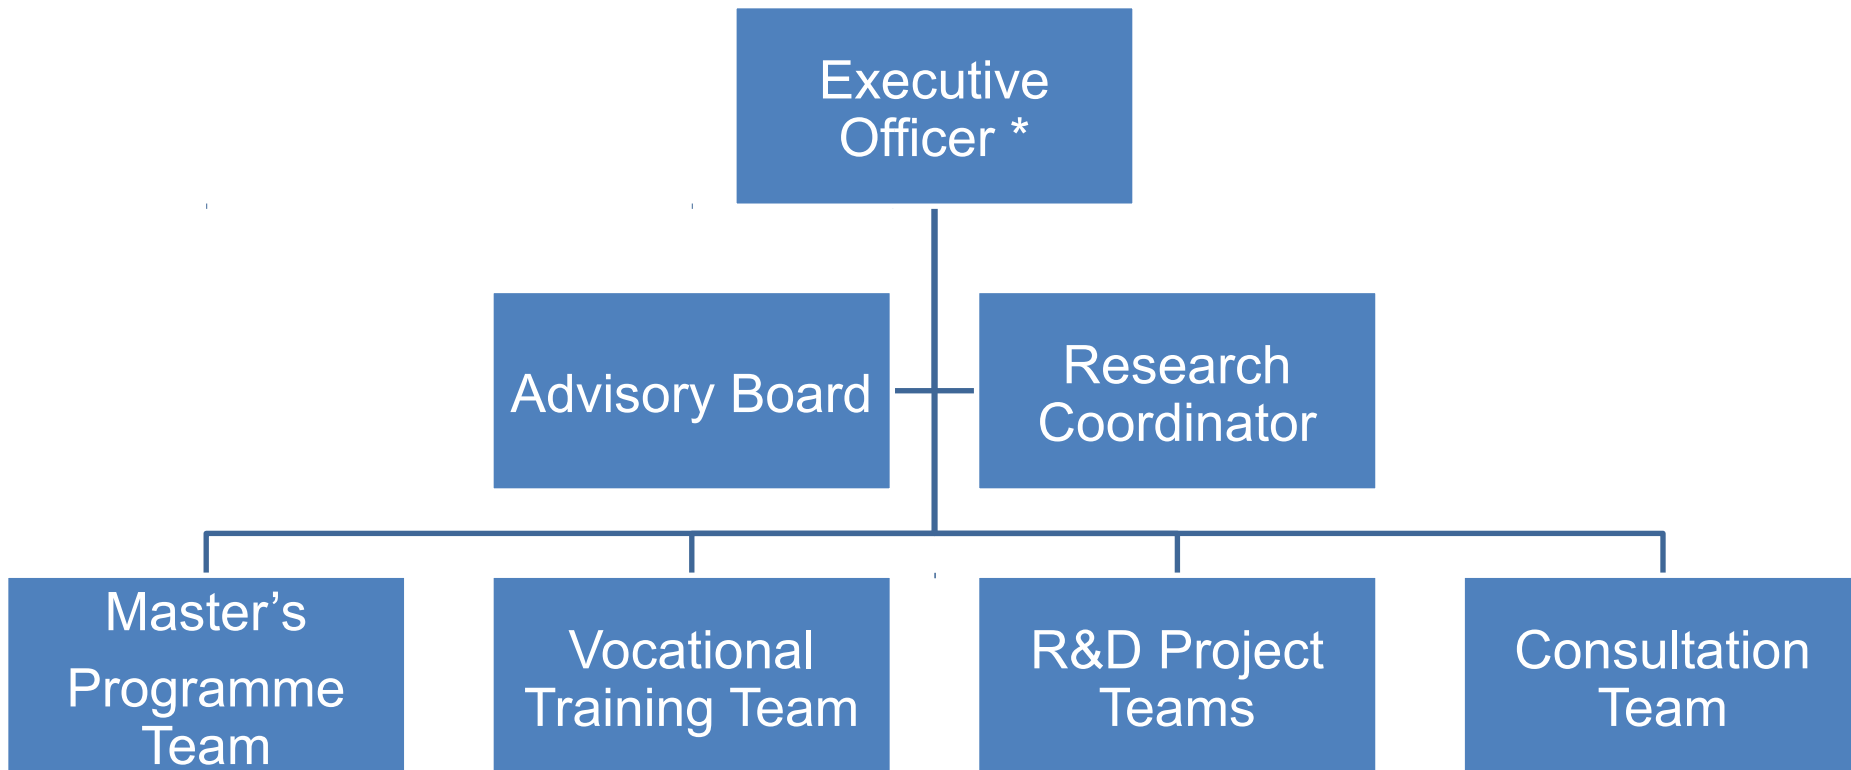 Executive
Officer *
Advisory Board
Research
Coordinator
Master’s
Programme
Team
Vocational
Training Team
R&D Project
Teams
Consultation
Team